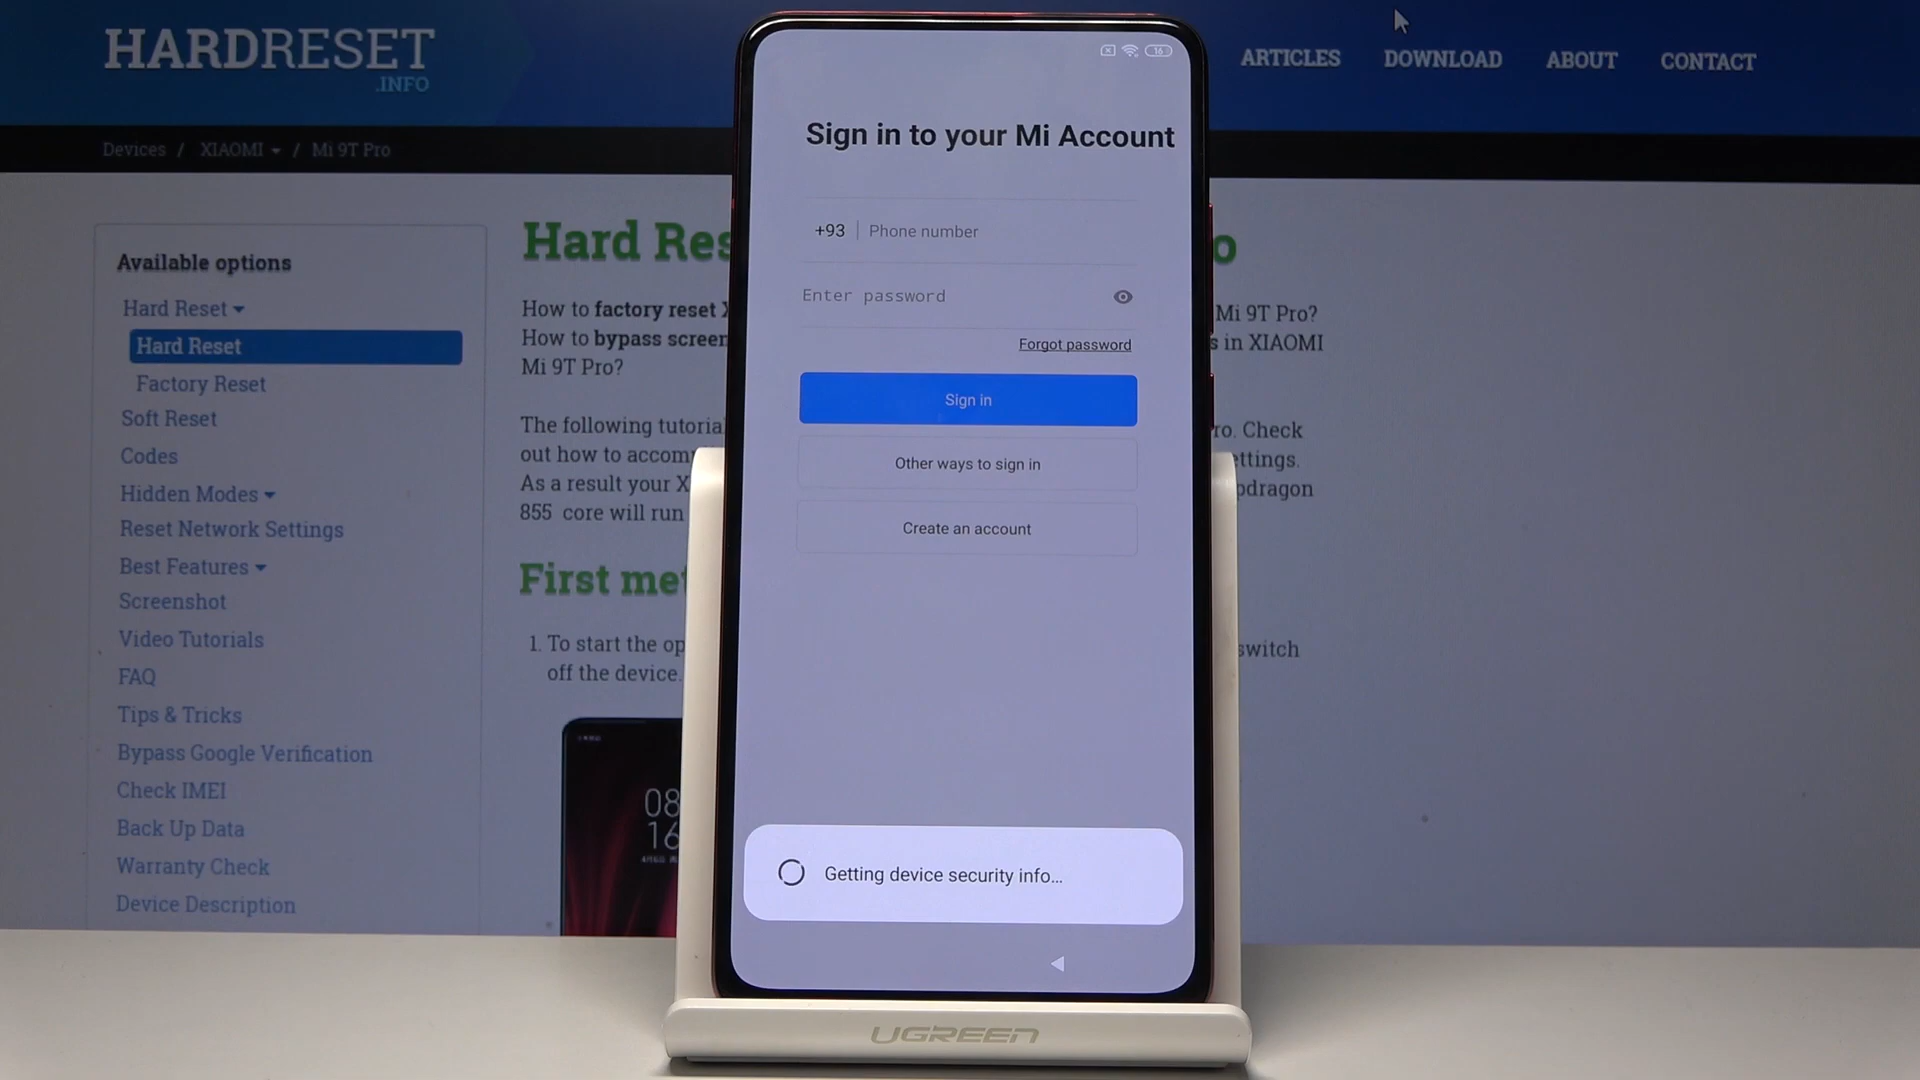 HARDRESET
.INFO
ARTICLES DOWNLOAD ABOUT CONTACT
Devices / XIAOMI / Mi 9T Pro
Available options
Hard Reset
Hard Reset
Factory Reset
Soft Reset
Codes
Hidden Modes
Reset Network Settings
Best Features
Screenshot
Video Tutorials
FAQ
Tips & Tricks
Bypass Google Verification
Check IMEI
Back Up Data
Warranty Check
Device Description
Hard Res
o
How to factory reset X
Mi 9T Pro?
How to bypass screen
s in XIAOMI
Mi 9T Pro?
The following tutorial
ro. Check
out how to accom
ettings.
As a result your X
pdragon
855 core will run
First me
1. To start the op
switch
off the device.
08
16
16
Sign in to your Mi Account
+93 Phone number
Enter password
Forgot password
Sign in
Other ways to sign in
Create an account
Getting device security info...
UGREEN